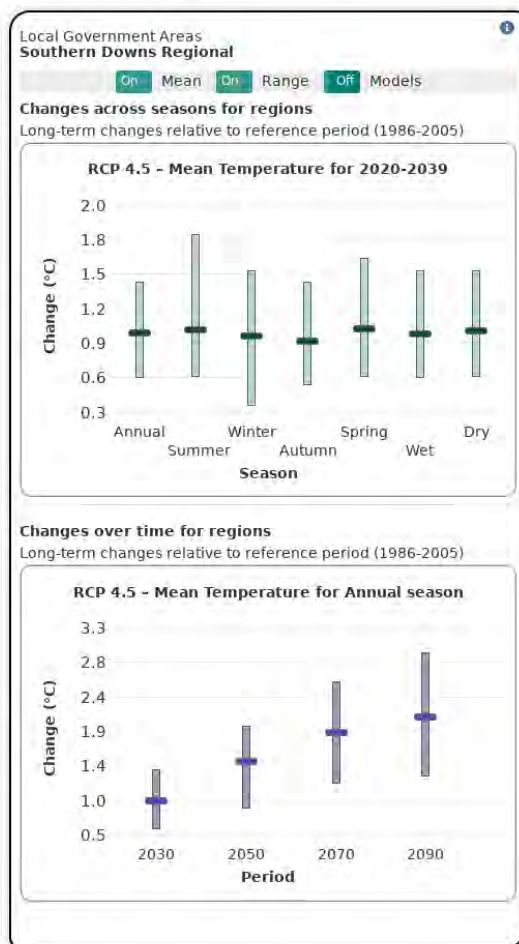 Local Government Areas
Southern Downs Regional
On Mean On Range Off Models
Changes across seasons for regions
Long-term changes relative to reference period (1986-2005)
RCP 4.5 – Mean Temperature for 2020-2039
Change (°C)
2.0
1.8
1.5
1.2
0.9
0.6
0.3
Annual Winter Spring Dry
Summer Autumn Wet
Season
Changes over time for regions
Long-term changes relative to reference period (1986-2005)
RCP 4.5 – Mean Temperature for Annual season
Change (°C)
3.3
2.8
2.4
1.9
1.4
1.0
0.5
2030 2050 2070 2090
Period